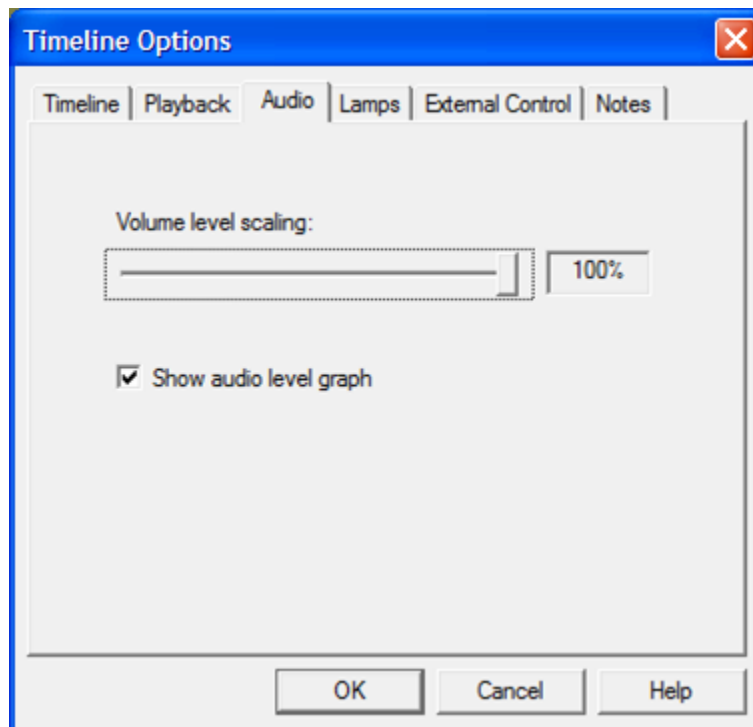 Timeline Options
Timeline Playback Audio Lamps External Control Notes
Volume level scaling:
100%
Show audio level graph
OK Cancel Help